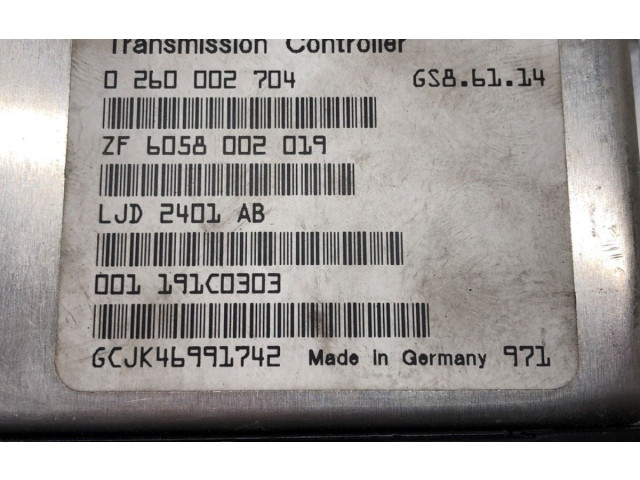 Transmission Controller
0 260 002 704 GS8.61.14
ZF 6058 002 019
LJD 2401 AB
001 191C0303
GCJK46991742 Made in Germany 971